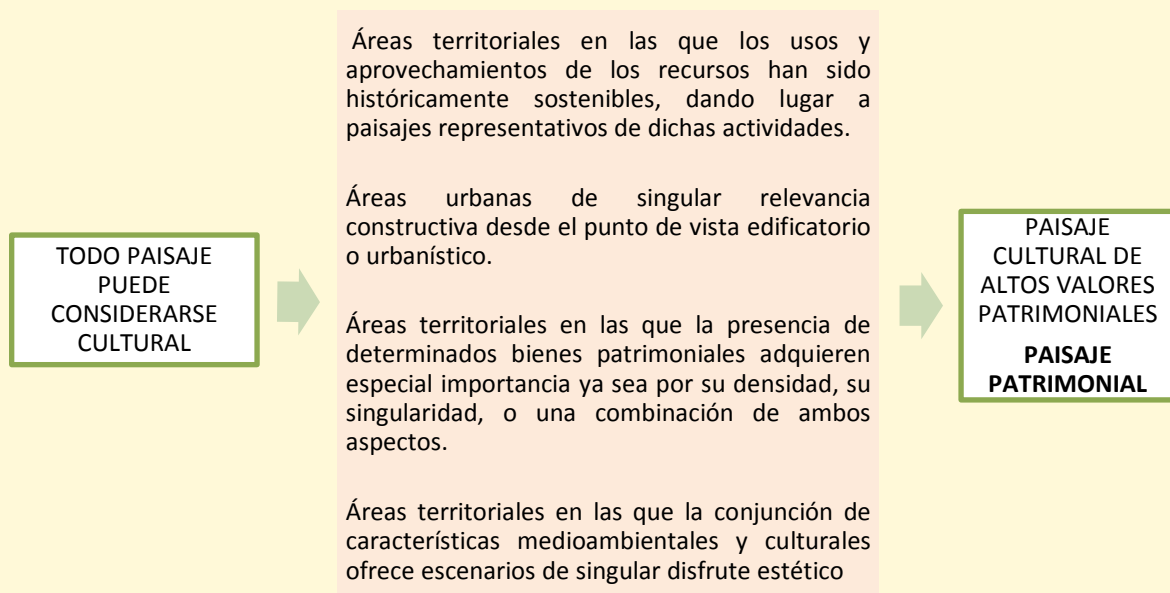 TODO PAISAJE
PUEDE
CONSIDERARSE
CULTURAL
Áreas territoriales en las que los usos y
aprovechamientos de los recursos han sido
históricamente sostenibles, dando lugar a
paisajes representativos de dichas actividades.
Áreas urbanas de singular relevancia
constructiva desde el punto de vista edificatorio
o urbanístico.
Áreas territoriales en las que la presencia de
determinados bienes patrimoniales adquieren
especial importancia ya sea por su densidad, su
singularidad, o una combinación de ambos
aspectos.
Áreas territoriales en las que la conjunción de
características medioambientales y culturales
ofrece escenarios de singular disfrute estético
PAISAJE
CULTURAL DE
ALTOS VALORES
PATRIMONIALES
PAISAJE
PATRIMONIAL